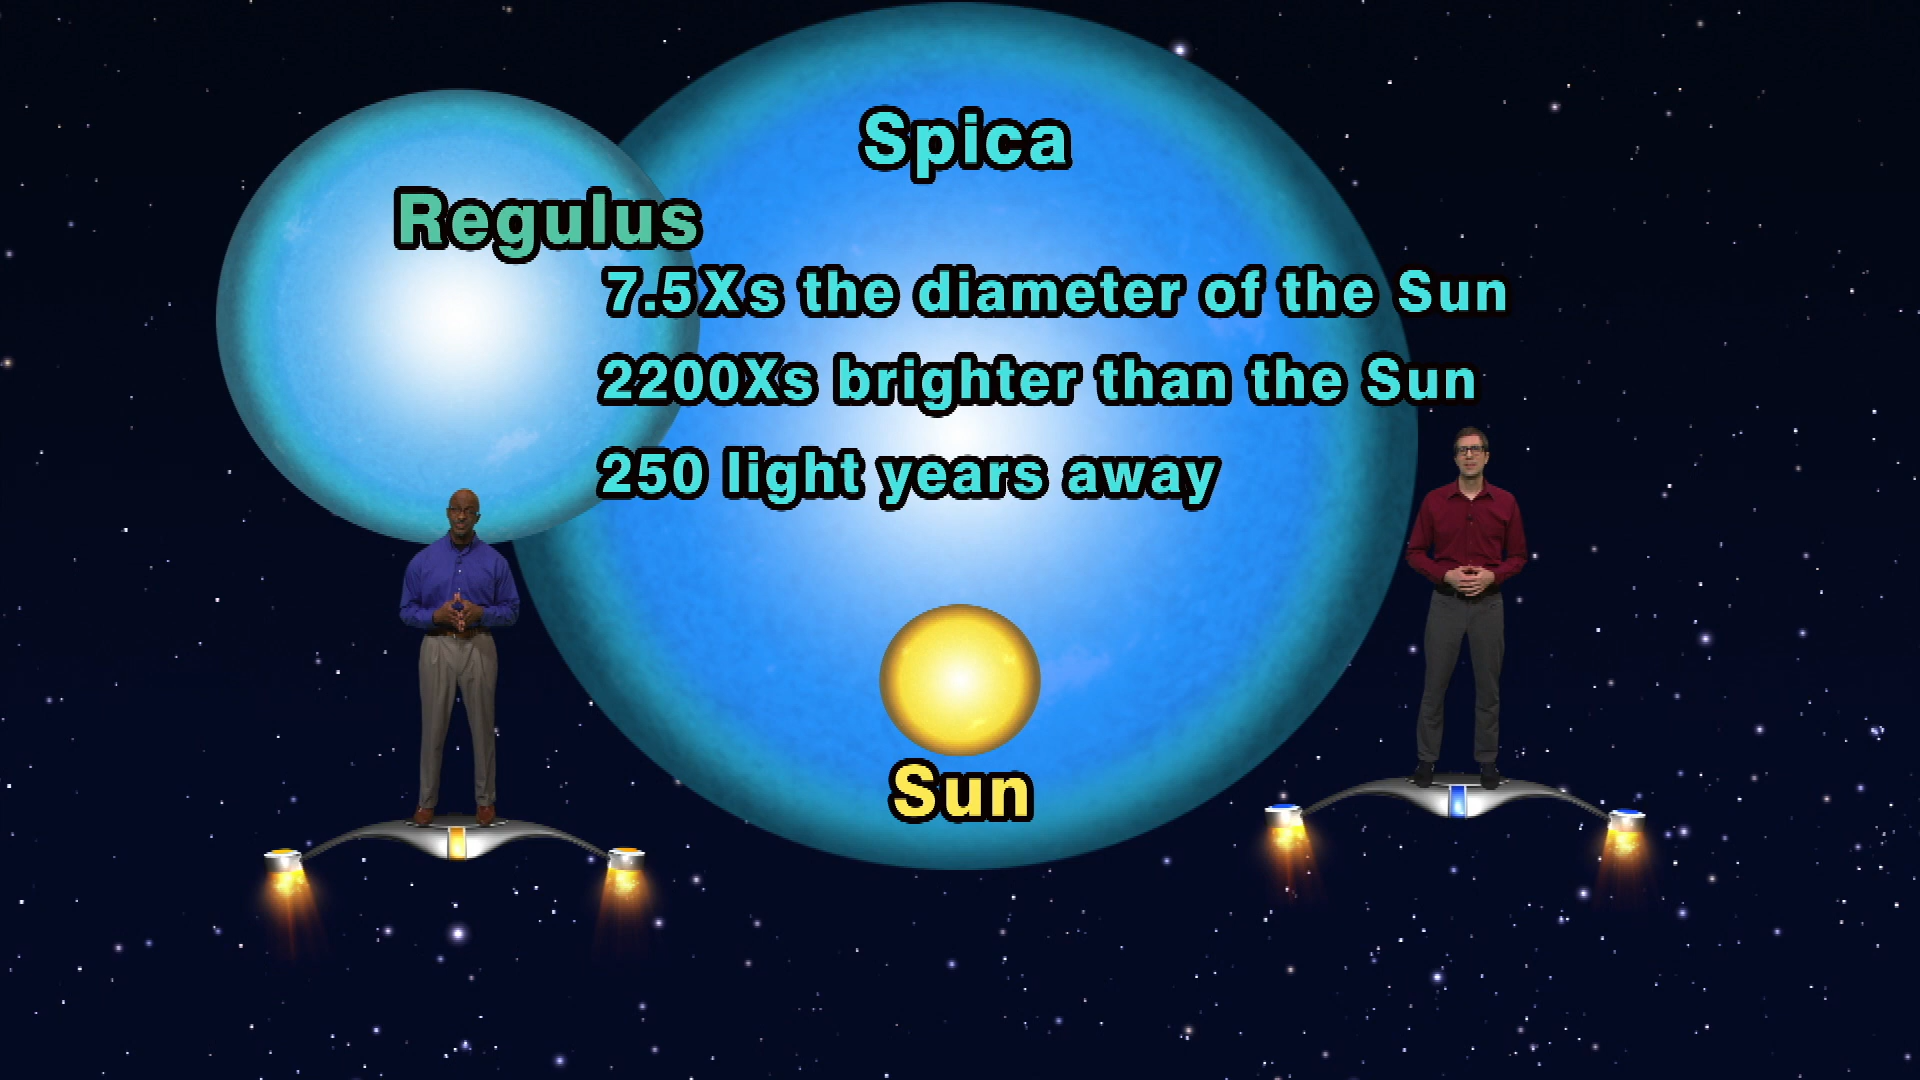 Spica
Regulus
7.5Xs the diameter of the Sun
2200Xs brighter than the Sun
250 light years away
Sun